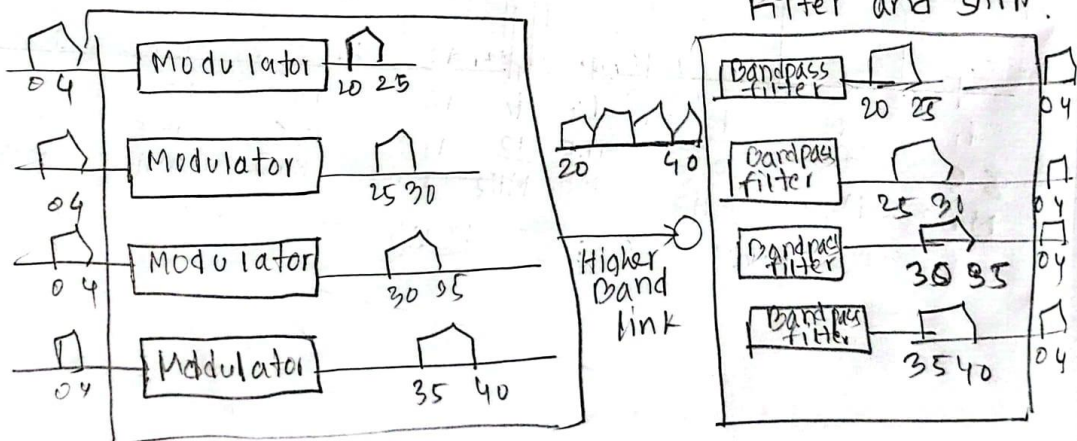 Filter and shift.
0 4
Modulator
20 25
0 4
Modulator
25 30
0 4
Modulator
30 35
0 4
Modulator
35 40
20 40
Higher
Band
link
Bandpass
filter
20 25
0 4
Bandpass
filter
25 30
0 4
Bandpass
filter
30 35
0 4
Bandpass
filter
35 40
0 4